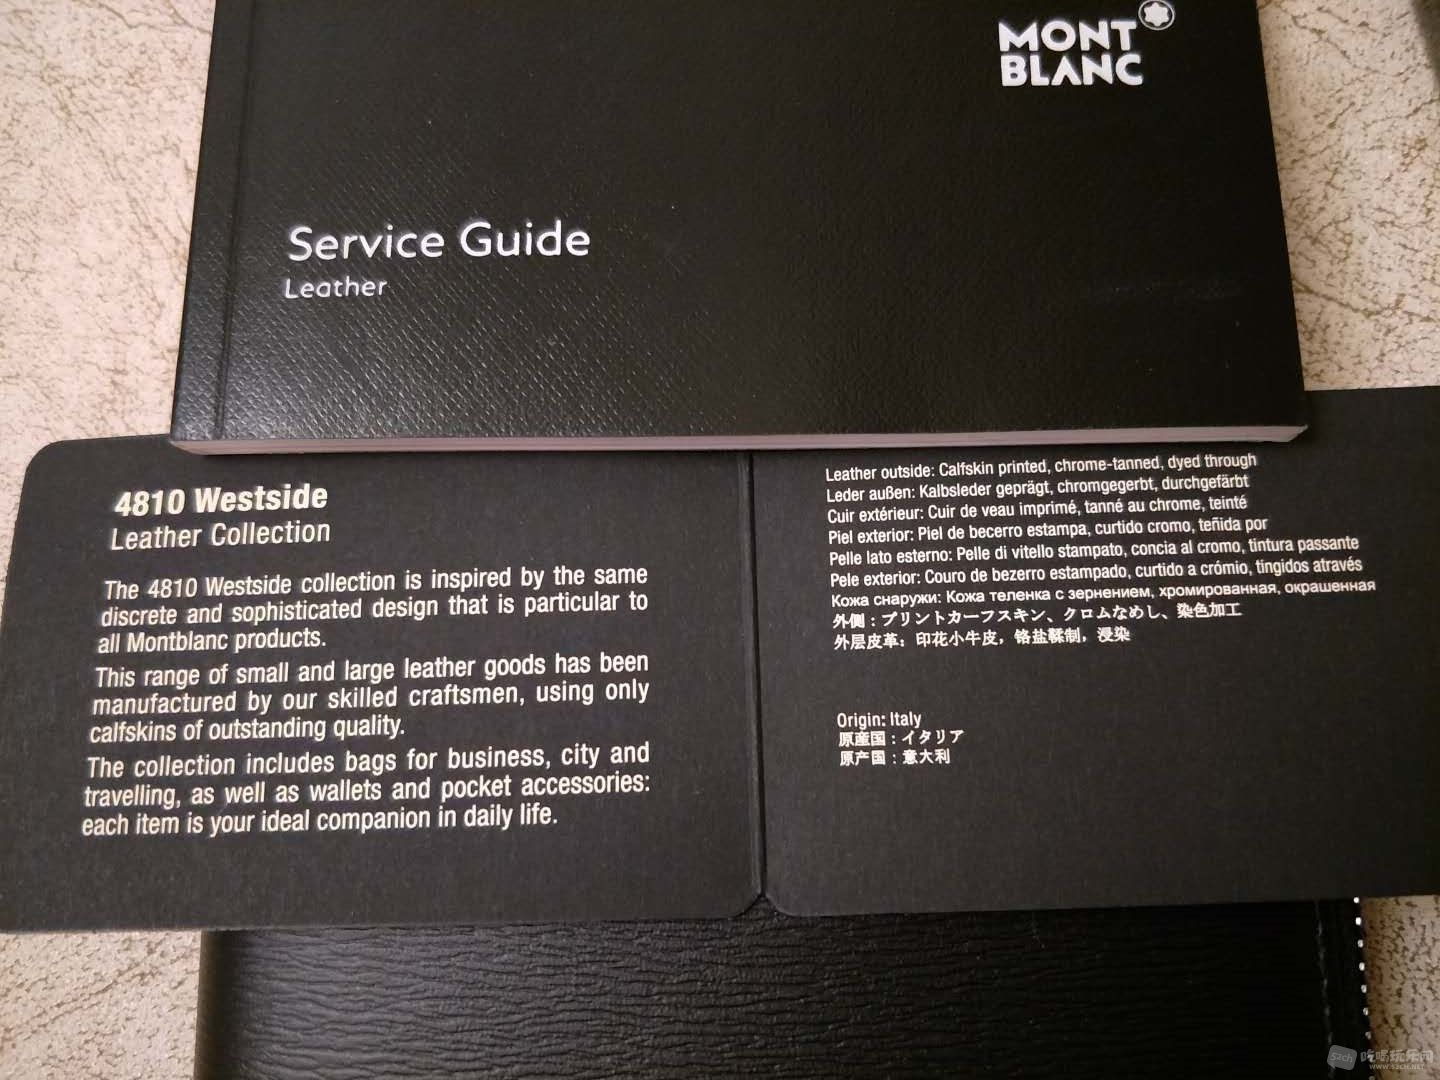 MONT
BLANC
Service Guide
Leather
4810 Westside
Leather Collection
The 4810 Westside collection is inspired by the same
discrete and sophisticated design that is particular to
all Montblanc products.
This range of small and large leather goods has been
manufactured by our skilled craftsmen, using only
calfskins of outstanding quality.
The collection includes bags for business, city and
travelling, as well as wallets and pocket accessories:
each item is your ideal companion in daily life.
Leather outside: Calfskin printed, chrome-tanned, dyed through
Leder außen: Kalbsleder geprägt, chromgegerbt, durchgefärbt
Cuir extérieur: Cuir de veau imprimé, tanné au chrome, teinté
Piel exterior: Piel de becerro estampa, curtido cromo, teñida por
Pelle lato esterno: Pelle di vitello stampato, concia al cromo, tintura passante
Pele exterior: Couro de bezerro estampado, curtido a crómio, tingidos através
Кожа снаружи: Кожа теленка с зернением, хромированная, окрашенная
外側：プリントカーフスキン、クロムなめし、染色加工
外层皮革：印花小牛皮，铬盐鞣制，浸染
Origin: Italy
原産国：イタリア
原产国：意大利
52ch 吃喝玩乐网
WWW.52CH.NET